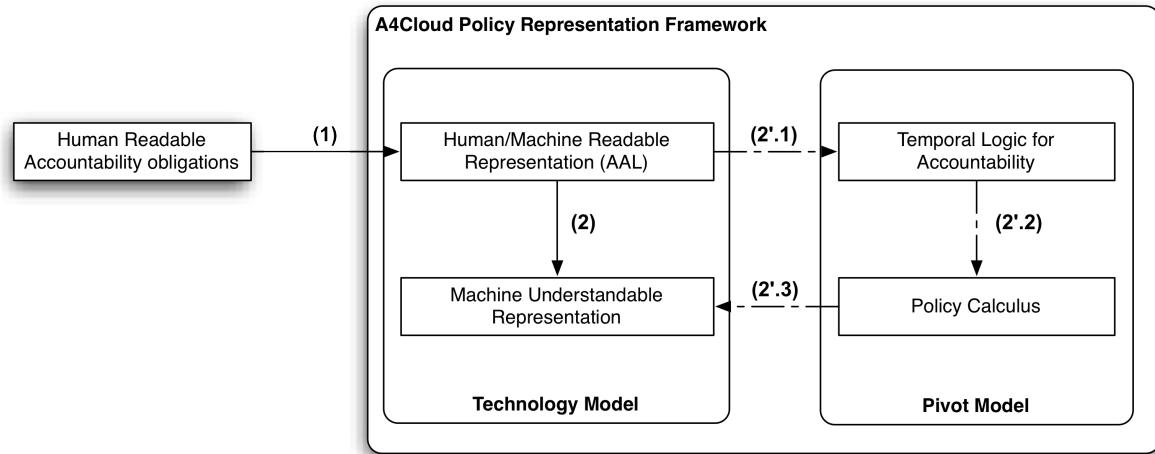 A4Cloud Policy Representation Framework
Human Readable
Accountability obligations
(1)
Human/Machine Readable
Representation (AAL)
(2'.1)
Temporal Logic for
Accountability
(2)
(2'.2)
Machine Understandable
Representation
(2'.3)
Policy Calculus
Technology Model
Pivot Model